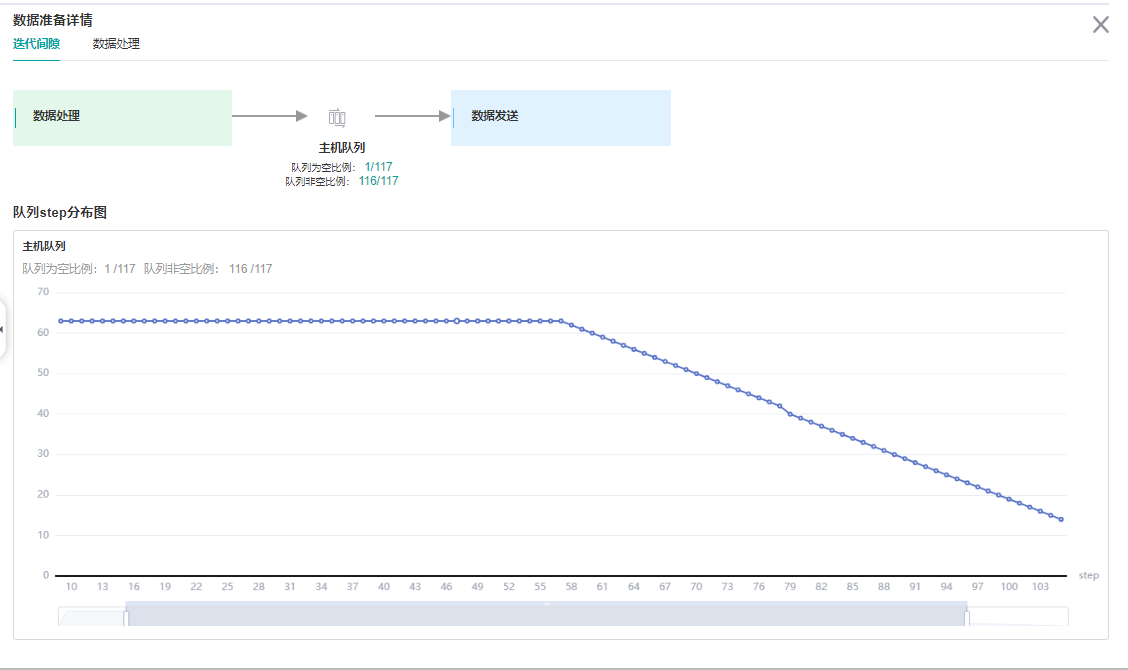 数据准备详情
迭代间隙 数据处理
数据处理 数据发送
主机队列
队列为空比例： 1/117
队列非空比例： 116/117
队列step分布图
主机队列
队列为空比例： 1 /117 队列非空比例： 116 /117
70
60
50
40
30
20
10
0
10 13 16 19 22 25 28 31 34 37 40 43 46 49 52 55 58 61 64 67 70 73 76 79 82 85 88 91 94 97 100 103
step